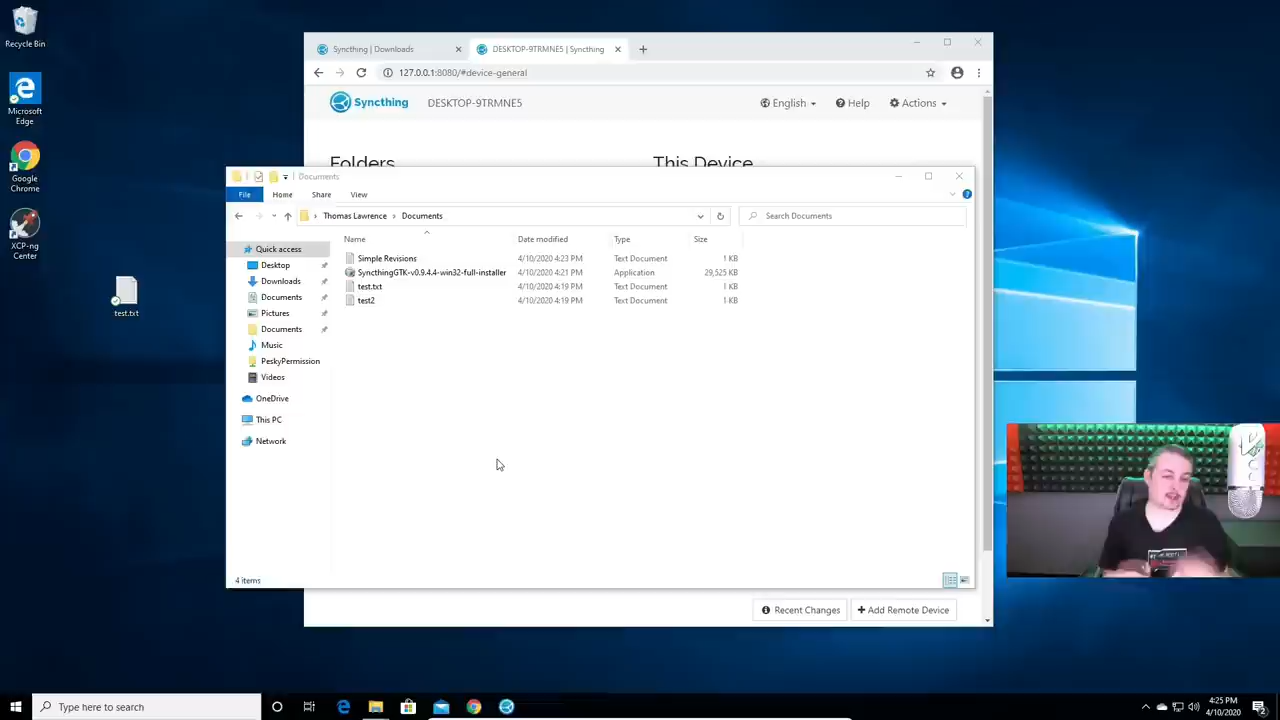 Recycle Bin
Microsoft Edge
Google Chrome
XCP-ng Center
test.txt
Syncthing | Downloads
DESKTOP-9TRMNE5 | Syncthing
127.0.0.1:8080/#device-general
Syncthing
DESKTOP-9TRMNE5
English
Help
Actions
Folders
This Device
Documents
File
Home
Share
View
Thomas Lawrence > Documents
Search Documents
Name
Date modified
Type
Size
Simple Revisions 4/10/2020 4:23 PM Text Document 1 KB
SyncthingGTK-v0.9.4.4-win32-full-installer 4/10/2020 4:21 PM Application 29,525 KB
test.txt 4/10/2020 4:19 PM Text Document 1 KB
test2 4/10/2020 4:19 PM Text Document 1 KB
Quick access
Desktop
Downloads
Documents
Pictures
Documents
Music
PeskyPermission
Videos
OneDrive
This PC
Network
4 items
Recent Changes
Add Remote Device
Type here to search
4:25 PM
4/10/2020
2